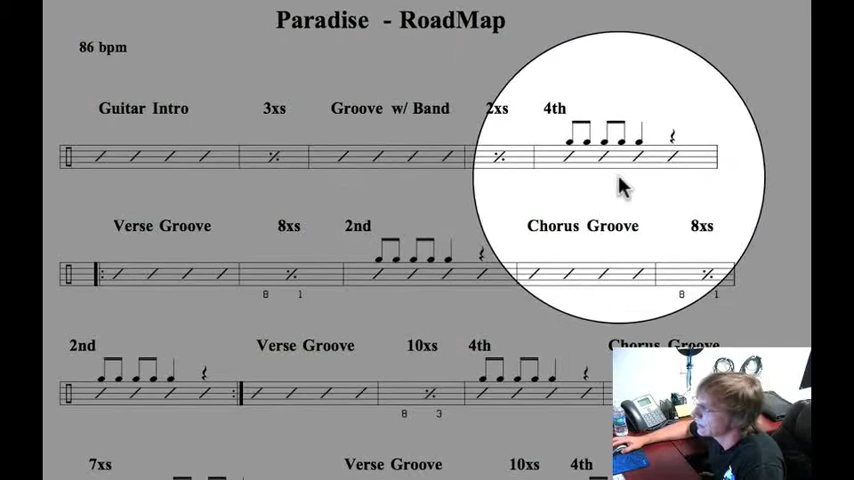 Paradise - RoadMap
86 bpm
Guitar Intro 3xs Groove w/ Band 2xs 4th
Verse Groove 8xs 2nd Chorus Groove 8xs
8 1 8 1
2nd Verse Groove 10xs 4th Chorus Groove
8 3
7xs Verse Groove 10xs 4th